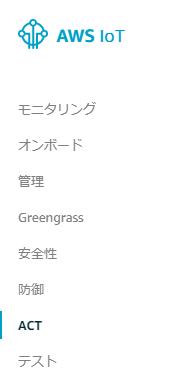 AWS IoT
モニタリング
オンボード
管理
Greengrass
安全性
防御
ACT
テスト